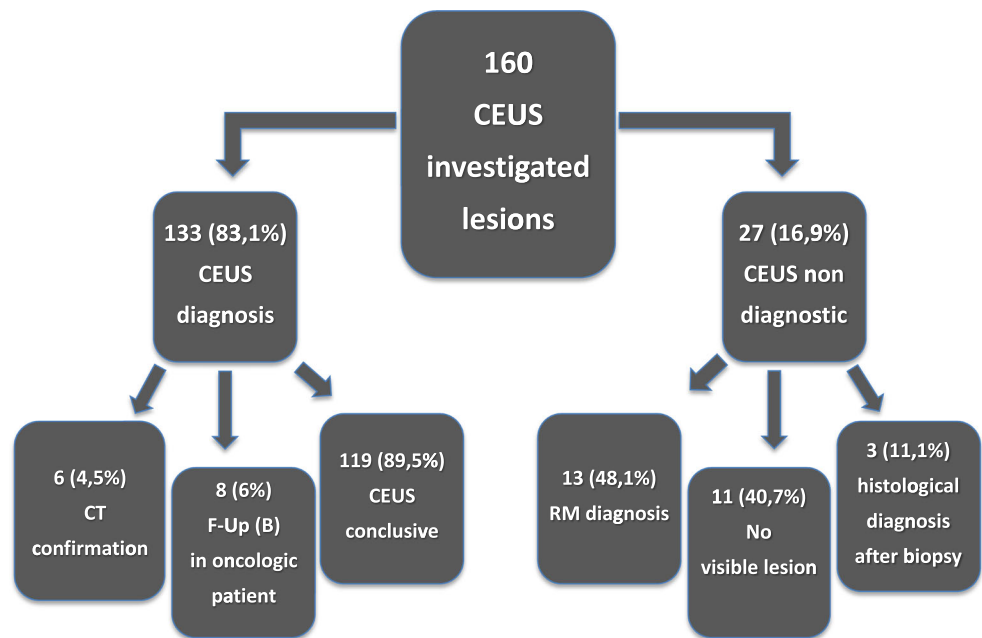 160
CEUS
investigated
lesions
133 (83,1%)
CEUS
diagnosis
27 (16,9%)
CEUS non
diagnostic
6 (4,5%)
CT
confirmation
8 (6%)
F-Up (B)
in oncologic
patient
119 (89,5%)
CEUS
conclusive
13 (48,1%)
RM diagnosis
11 (40,7%)
No
visible lesion
3 (11,1%)
histological
diagnosis
after biopsy